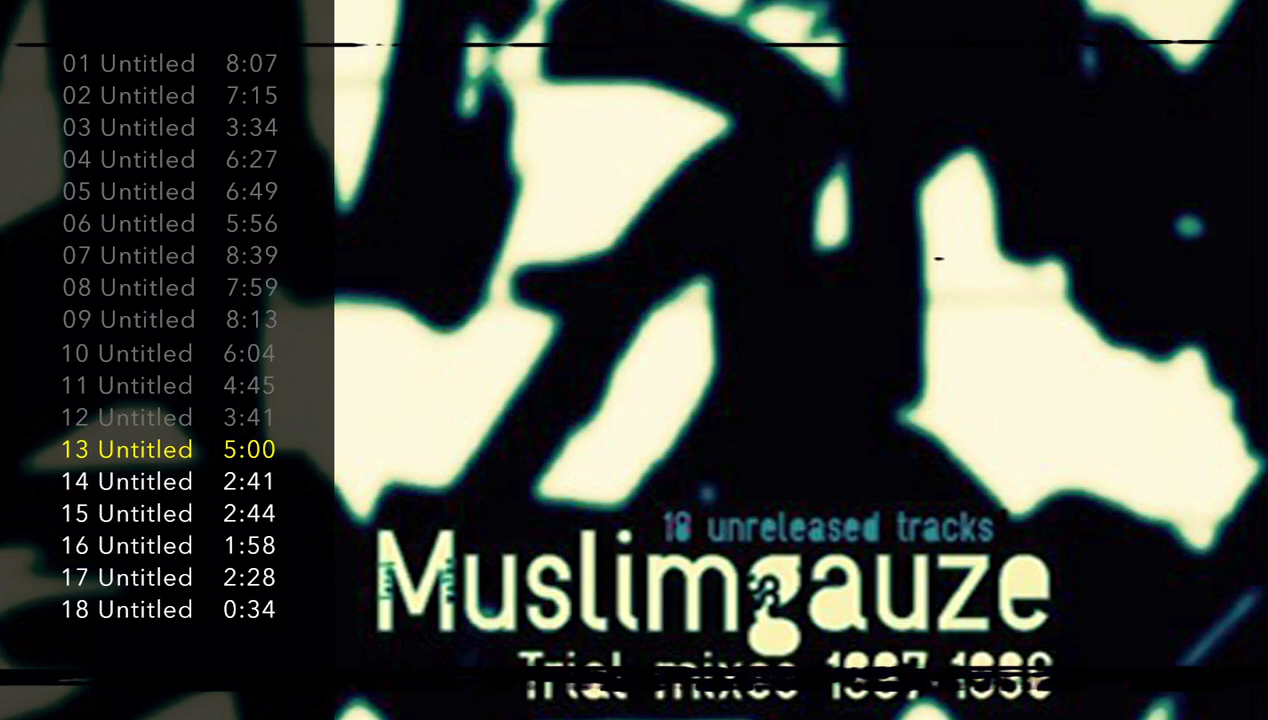 01 Untitled 8:07
02 Untitled 7:15
03 Untitled 3:34
04 Untitled 6:27
05 Untitled 6:49
06 Untitled 5:56
07 Untitled 8:39
08 Untitled 7:59
09 Untitled 8:13
10 Untitled 6:04
11 Untitled 4:45
12 Untitled 3:41
13 Untitled 5:00
14 Untitled 2:41
15 Untitled 2:44
16 Untitled 1:58
17 Untitled 2:28
18 Untitled 0:34
18 unreleased tracks
Muslimgauze
Trial mixes 1997-1998